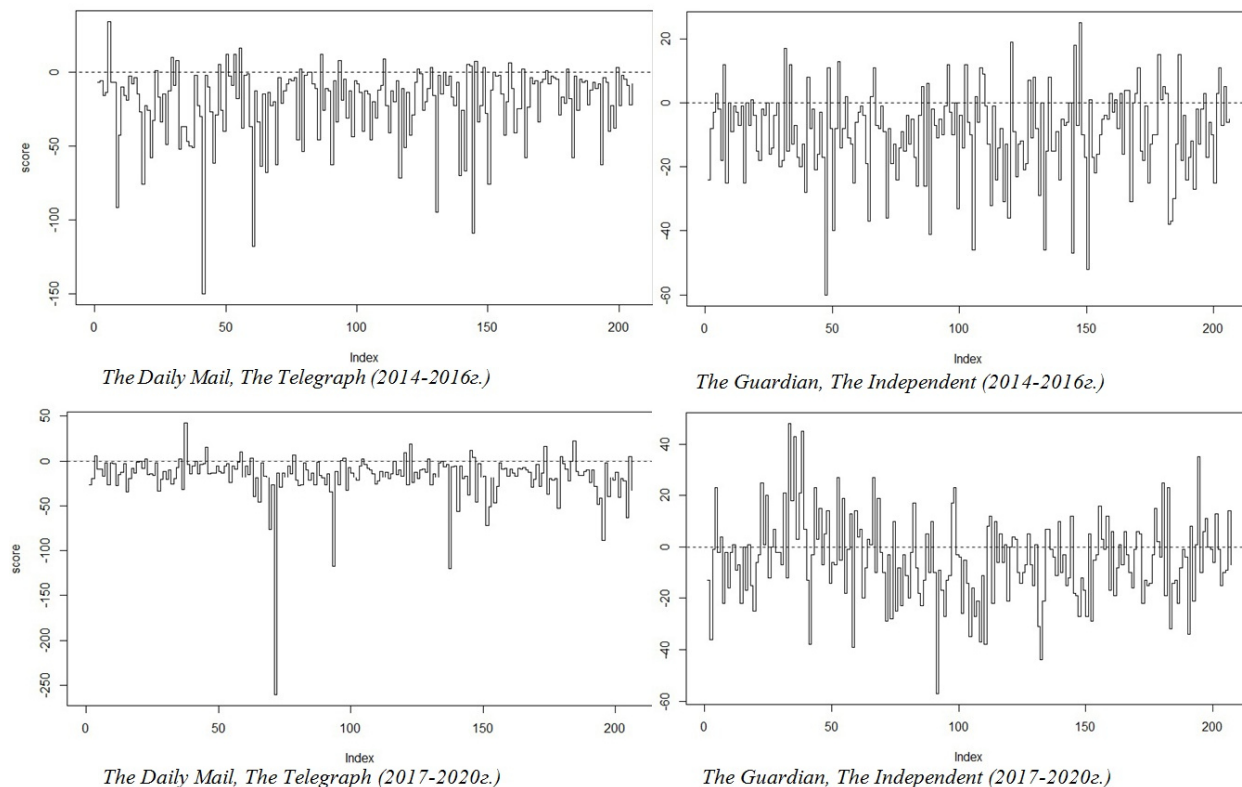 0
-50
-100
-150
score
0 50 100 150 200
Index
The Daily Mail, The Telegraph (2014-2016г.)
20
0
-20
-40
-60
0 50 100 150 200
Index
The Guardian, The Independent (2014-2016г.)
50
0
-50
-100
-150
-200
-250
score
0 50 100 150 200
Index
The Daily Mail, The Telegraph (2017-2020г.)
40
20
0
-20
-40
-60
0 50 100 150 200
Index
The Guardian, The Independent (2017-2020г.)